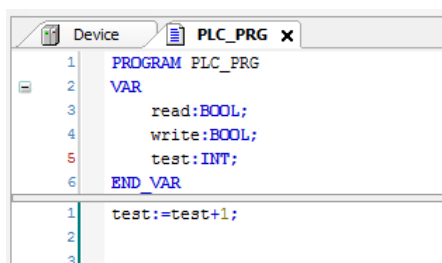 Device PLC_PRG
1 PROGRAM PLC_PRG
2 VAR
3 read:BOOL;
4 write:BOOL;
5 test:INT;
6 END_VAR
1 test:=test+1;
2
3